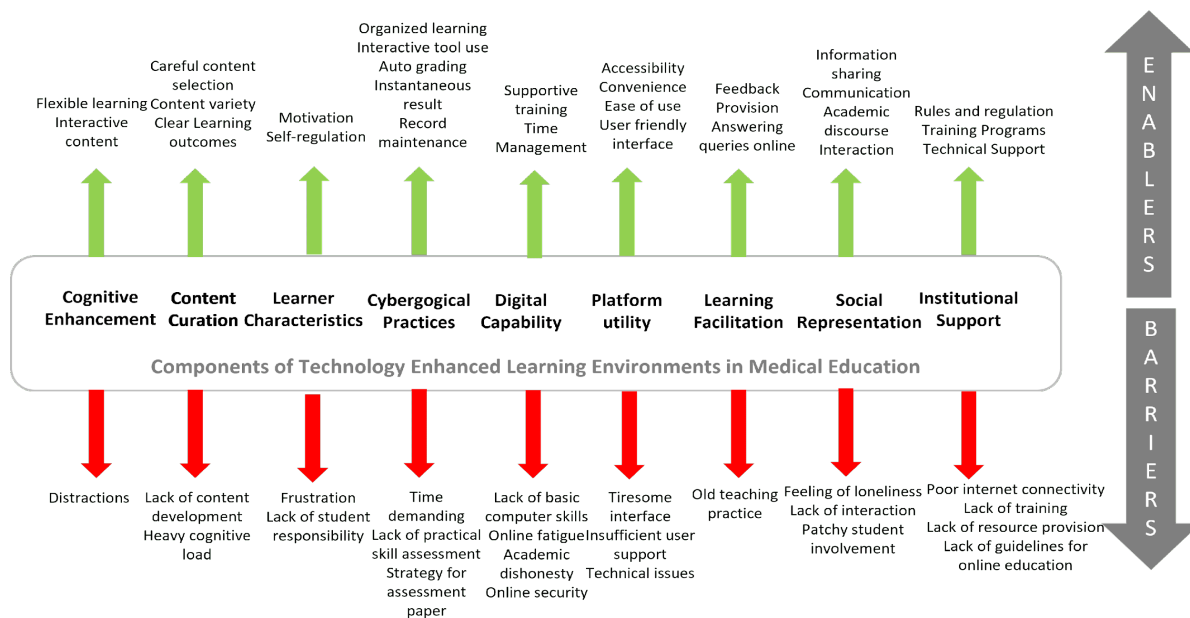 Flexible learning
Interactive
content
Careful content
selection
Content variety
Clear Learning
outcomes
Motivation
Self-regulation
Organized learning
Interactive tool use
Auto grading
Instantaneous
result
Record
maintenance
Supportive
training
Time
Management
Accessibility
Convenience
Ease of use
User friendly
interface
Feedback
Provision
Answering
queries online
Information
sharing
Communication
Academic
discourse
Interaction
Rules and regulation
Training Programs
Technical Support
ENABLERS
Cognitive
Enhancement
Content
Curation
Learner
Characteristics
Cybergogical
Practices
Digital
Capability
Platform
utility
Learning
Facilitation
Social
Representation
Institutional
Support
Components of Technology Enhanced Learning Environments in Medical Education
BARRIERS
Distractions
Lack of content
development
Heavy cognitive
load
Frustration
Lack of student
responsibility
Time
demanding
Lack of practical
skill assessment
Strategy for
assessment
paper
Lack of basic
computer skills
Online fatigue
Academic
dishonesty
Online security
Tiresome
interface
Insufficient user
support
Technical issues
Old teaching
practice
Feeling of loneliness
Lack of interaction
Patchy student
involvement
Poor internet connectivity
Lack of training
Lack of resource provision
Lack of guidelines for
online education